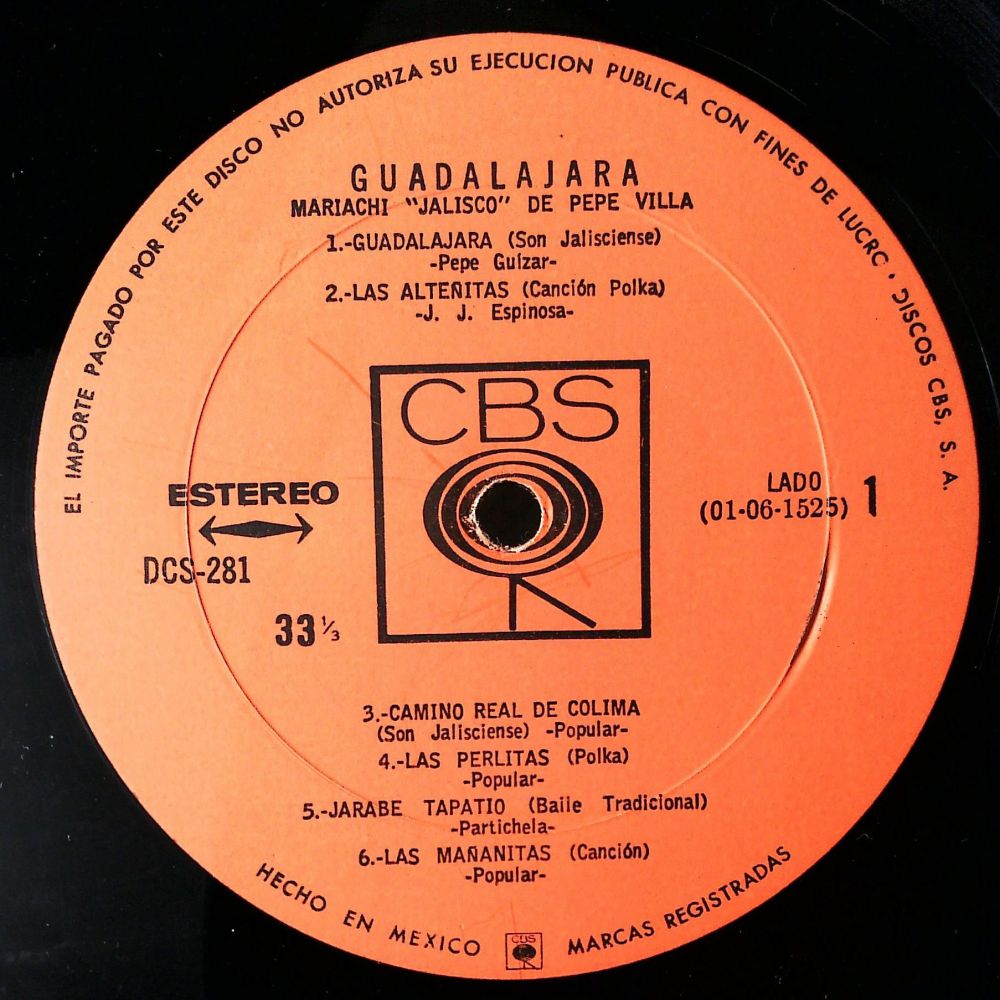 EL IMPORTE PAGADO POR ESTE DISCO NO AUTORIZA SU EJECUCION PUBLICA CON FINES DE LUCRC · DISCOS CBS, S. A.
GUADALAJARA
MARIACHI "JALISCO" DE PEPE VILLA
1.-GUADALAJARA (Son Jalisciense)
-Pepe Guízar-
2.-LAS ALTEÑITAS (Canción Polka)
-J. J. Espinosa-
CBS
ESTEREO
LADO 1
(01-06-1525)
DCS-281
33 ⅓
3.-CAMINO REAL DE COLIMA
(Son Jalisciense) -Popular-
4.-LAS PERLITAS (Polka)
-Popular-
5.-JARABE TAPATIO (Baile Tradicional)
-Partichela-
6.-LAS MAÑANITAS (Canción)
-Popular-
HECHO EN MEXICO CBS MARCAS REGISTRADAS